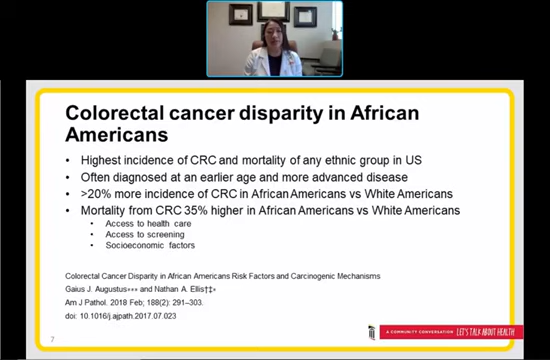 Colorectal cancer disparity in African
Americans
• Highest incidence of CRC and mortality of any ethnic group in US
• Often diagnosed at an earlier age and more advanced disease
• >20% more incidence of CRC in African Americans vs White Americans
• Mortality from CRC 35% higher in African Americans vs White Americans
• Access to health care
• Access to screening
• Socioeconomic factors
Colorectal Cancer Disparity in African Americans Risk Factors and Carcinogenic Mechanisms
Gaius J. Augustus∗∗∗ and Nathan A. Ellis†‡∗
Am J Pathol. 2018 Feb; 188(2): 291–303.
doi: 10.1016/j.ajpath.2017.07.023
7
A COMMUNITY CONVERSATION LET'S TALK ABOUT HEALTH